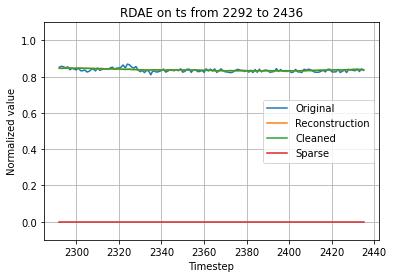 RDAE on ts from 2292 to 2436
1.0
0.8
0.6
0.4
0.2
0.0
Normalized value
Original
Reconstruction
Cleaned
Sparse
2300 2320 2340 2360 2380 2400 2420 2440
Timestep